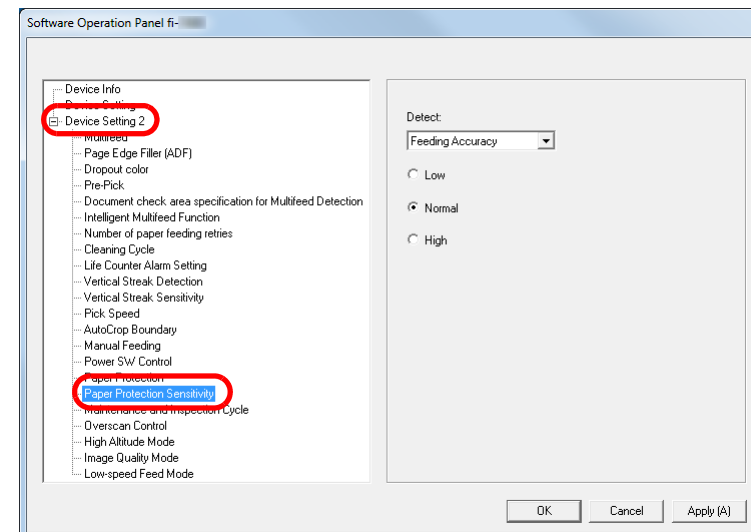 Software Operation Panel fi-
Device Info
Device Setting
Device Setting 2
Multifeed
Page Edge Filler (ADF)
Dropout color
Pre-Pick
Document check area specification for Multifeed Detection
Intelligent Multifeed Function
Number of paper feeding retries
Cleaning Cycle
Life Counter Alarm Setting
Vertical Streak Detection
Vertical Streak Sensitivity
Pick Speed
AutoCrop Boundary
Manual Feeding
Power SW Control
Paper Protection
Paper Protection Sensitivity
Maintenance and Inspection Cycle
Overscan Control
High Altitude Mode
Image Quality Mode
Low-speed Feed Mode
Detect:
Feeding Accuracy
Low
Normal
High
OK
Cancel
Apply (A)